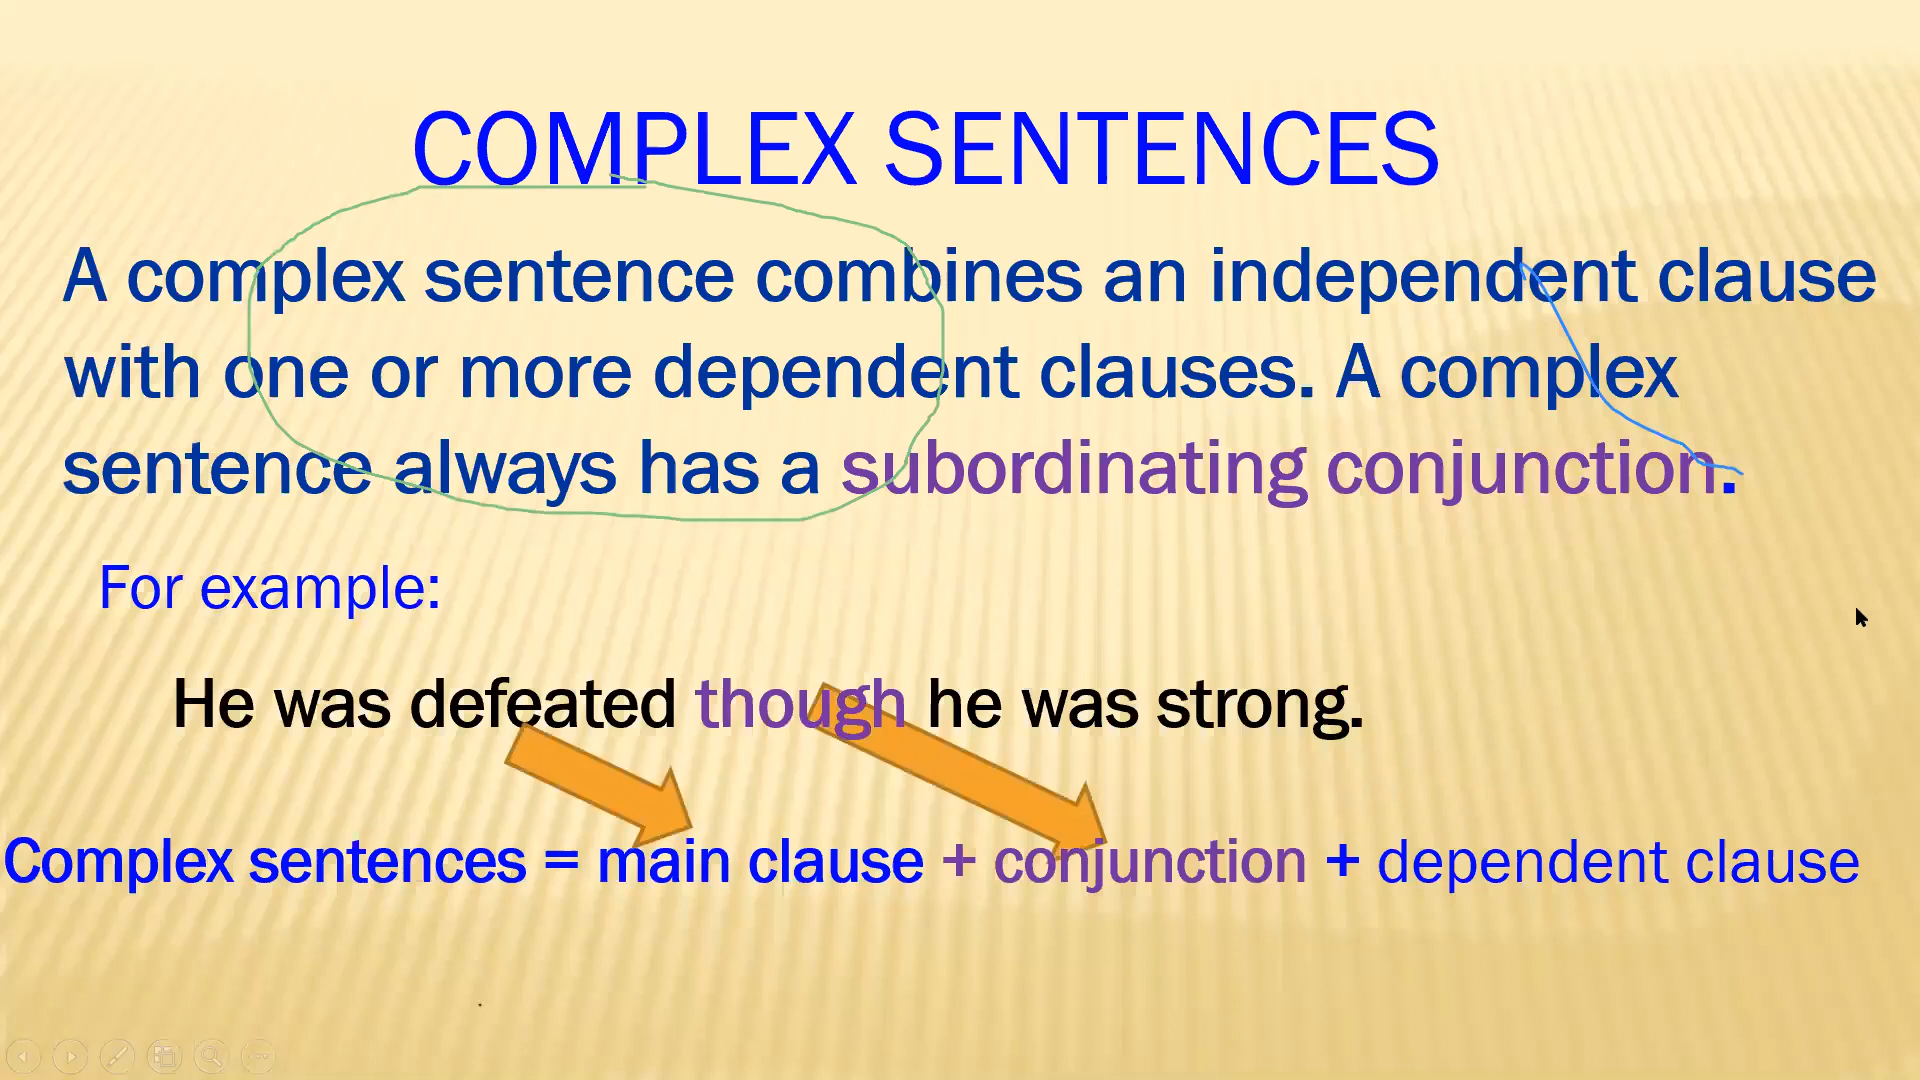 COMPLEX SENTENCES
A complex sentence combines an independent clause
with one or more dependent clauses. A complex
sentence always has a subordinating conjunction.
For example:
He was defeated though he was strong.
Complex sentences = main clause + conjunction + dependent clause